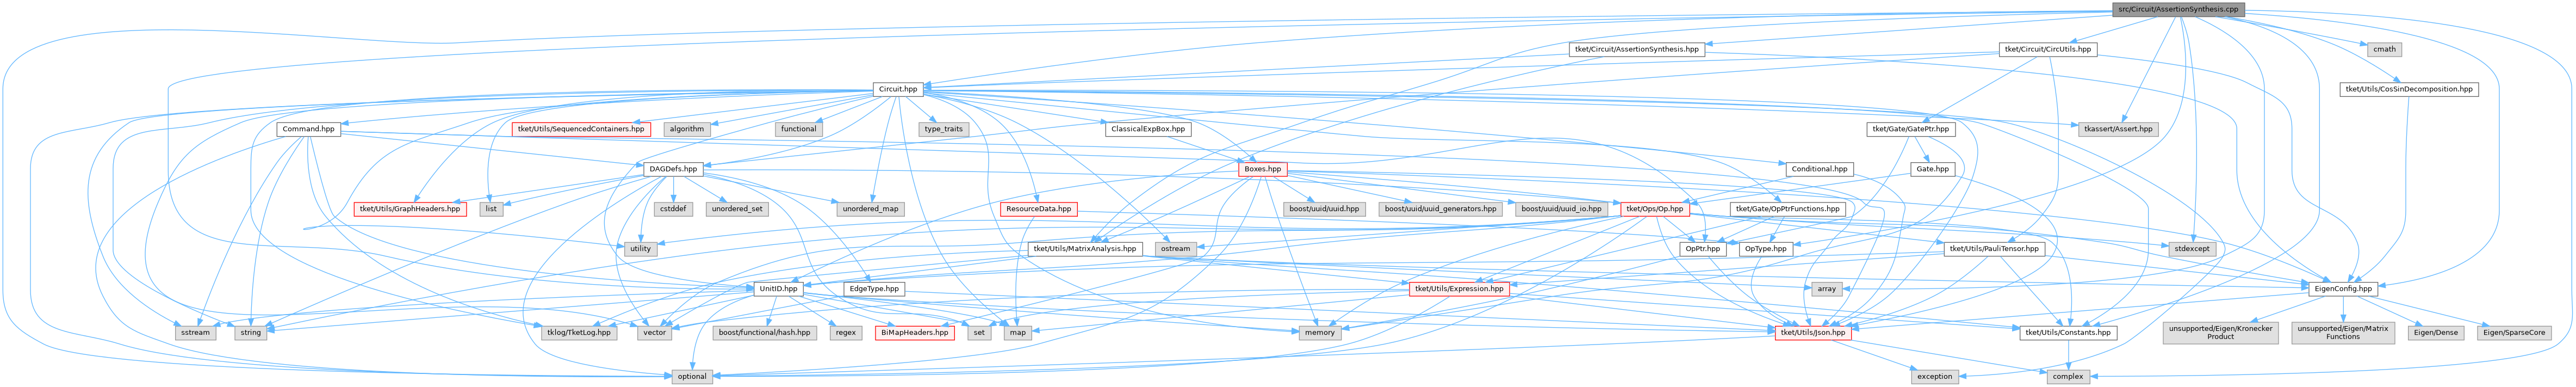 src/Circuit/AssertionSynthesis.cpp
tket/Circuit/AssertionSynthesis.hpp
tket/Circuit/CircUtils.hpp
cmath
Circuit.hpp
tket/Utils/CosSinDecomposition.hpp
Command.hpp
tket/Utils/SequencedContainers.hpp
algorithm
functional
type_traits
ClassicalExpBox.hpp
tket/Gate/GatePtr.hpp
tkassert/Assert.hpp
DAGDefs.hpp
Boxes.hpp
Conditional.hpp
Gate.hpp
tket/Utils/GraphHeaders.hpp
list
cstddef
unordered_set
unordered_map
ResourceData.hpp
boost/uuid/uuid.hpp
boost/uuid/uuid_generators.hpp
boost/uuid/uuid_io.hpp
tket/Ops/Op.hpp
tket/Gate/OpPtrFunctions.hpp
utility
tket/Utils/MatrixAnalysis.hpp
ostream
OpPtr.hpp
OpType.hpp
tket/Utils/PauliTensor.hpp
stdexcept
UnitID.hpp
EdgeType.hpp
tket/Utils/Expression.hpp
array
EigenConfig.hpp
sstream
string
tklog/TketLog.hpp
vector
boost/functional/hash.hpp
regex
BiMapHeaders.hpp
set
map
memory
tket/Utils/Json.hpp
tket/Utils/Constants.hpp
unsupported/Eigen/Kronecker
Product
unsupported/Eigen/Matrix
Functions
Eigen/Dense
Eigen/SparseCore
optional
exception
complex